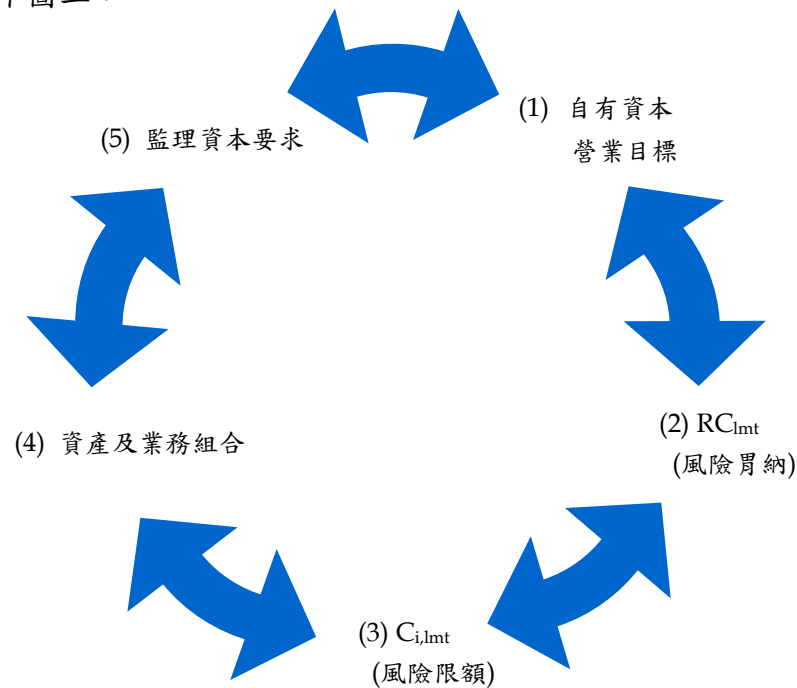 (1) 自有資本
營業目標
(5) 監理資本要求
(2) RClmt
(風險胃納)
(4) 資產及業務組合
(3) Ci,lmt
(風險限額)